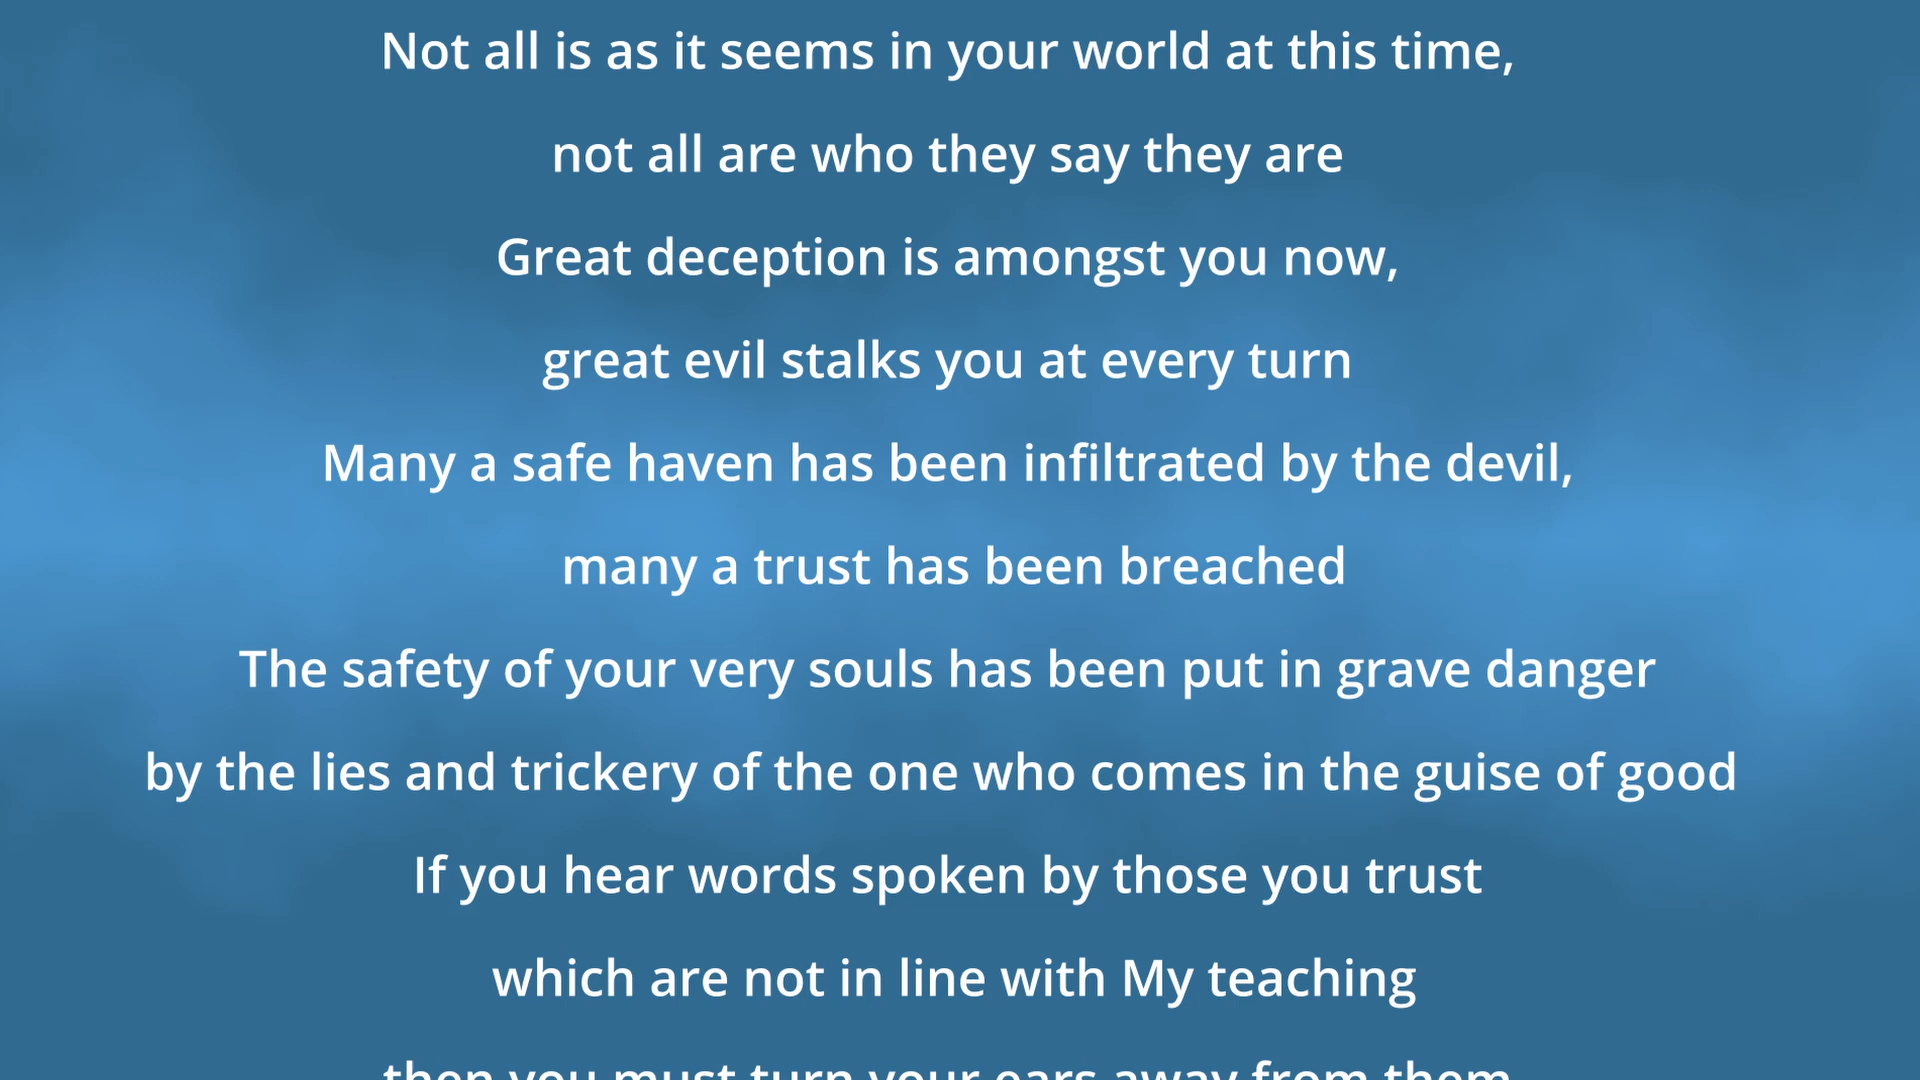 Not all is as it seems in your world at this time,
not all are who they say they are
Great deception is amongst you now,
great evil stalks you at every turn
Many a safe haven has been infiltrated by the devil,
many a trust has been breached
The safety of your very souls has been put in grave danger
by the lies and trickery of the one who comes in the guise of good
If you hear words spoken by those you trust
which are not in line with My teaching
then you must turn your ears away from them